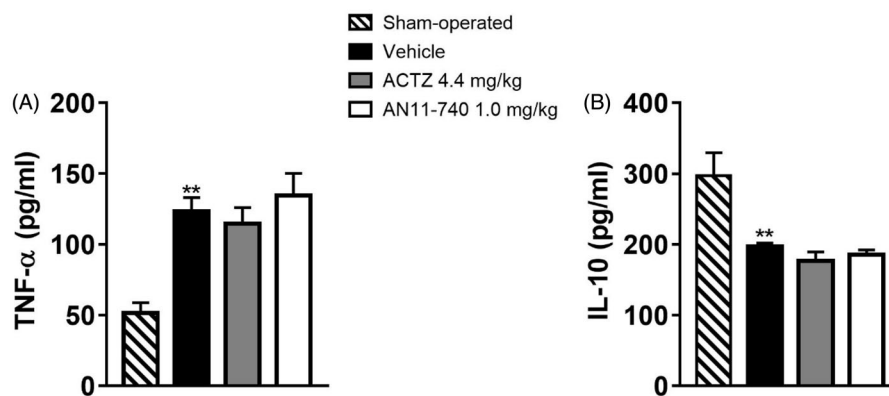 Sham-operated
Vehicle
ACTZ 4.4 mg/kg
AN11-740 1.0 mg/kg
(A)
TNF-α (pg/ml)
200
150
100
50
0
**
(B)
IL-10 (pg/ml)
400
300
200
100
0
**